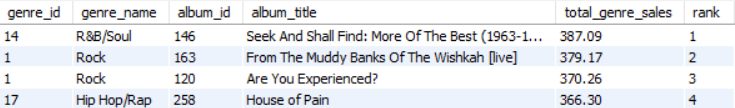 genre_id genre_name album_id album_title total_genre_sales rank
14 R&B/Soul 146 Seek And Shall Find: More Of The Best (1963-1... 387.09 1
1 Rock 163 From The Muddy Banks Of The Wishkah [live] 379.17 2
1 Rock 120 Are You Experienced? 370.26 3
17 Hip Hop/Rap 258 House of Pain 366.30 4